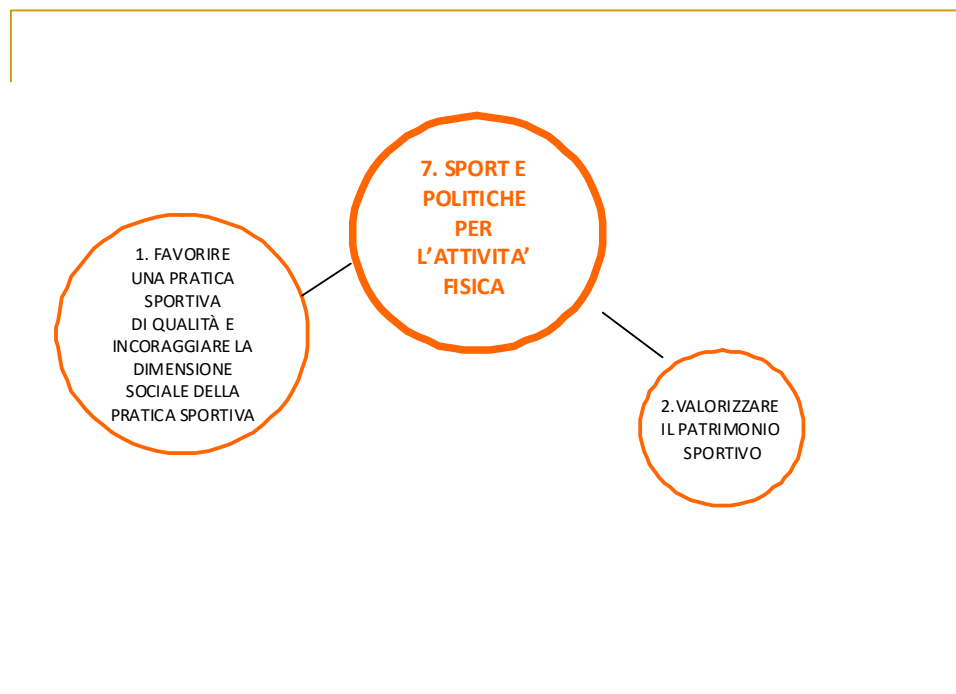 7. SPORT E
POLITICHE
PER
L'ATTIVITA'
FISICA
1. FAVORIRE
UNA PRATICA
SPORTIVA
DI QUALITÀ E
INCORAGGIARE LA
DIMENSIONE
SOCIALE DELLA
PRATICA SPORTIVA
2.VALORIZZARE
IL PATRIMONIO
SPORTIVO